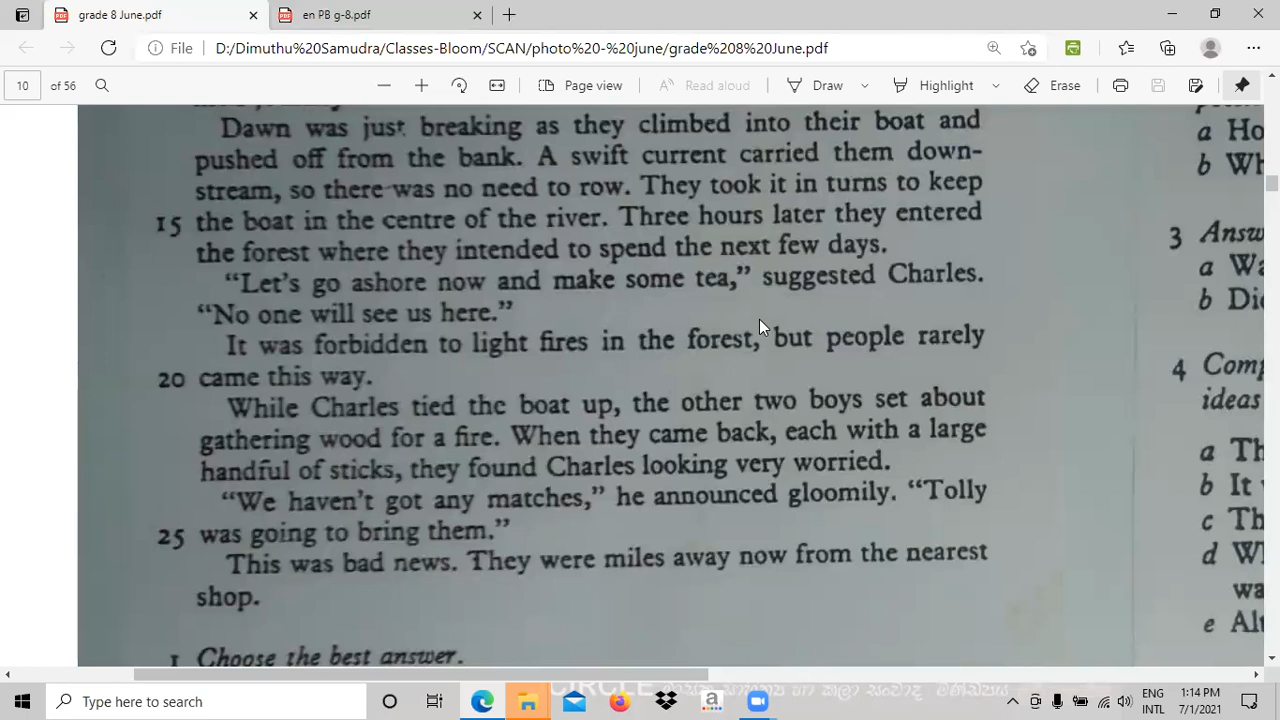 grade 8 June.pdf
en PB g-8.pdf
File D:/Dimuthu%20Samudra/Classes-Bloom/SCAN/photo%20-%20june/grade%208%20June.pdf
10 of 56 Page view Read aloud Draw Highlight Erase
Dawn was just breaking as they climbed into their boat and
pushed off from the bank. A swift current carried them down-
stream, so there was no need to row. They took it in turns to keep
15 the boat in the centre of the river. Three hours later they entered
the forest where they intended to spend the next few days.
"Let's go ashore now and make some tea," suggested Charles.
"No one will see us here."
It was forbidden to light fires in the forest, but people rarely
20 came this way.
While Charles tied the boat up, the other two boys set about
gathering wood for a fire. When they came back, each with a large
handful of sticks, they found Charles looking very worried.
"We haven't got any matches," he announced gloomily. "Tolly
25 was going to bring them."
This was bad news. They were miles away now from the nearest
shop.
1 Choose the best answer.
a Ho
b Wh
3 Answ
a Wa
b Di
4 Comp
ideas
a Th
b It
c Th
d W
wa
e Al
CIRCLE
Type here to search
a
ENG
INTL
1:14 PM
7/1/2021